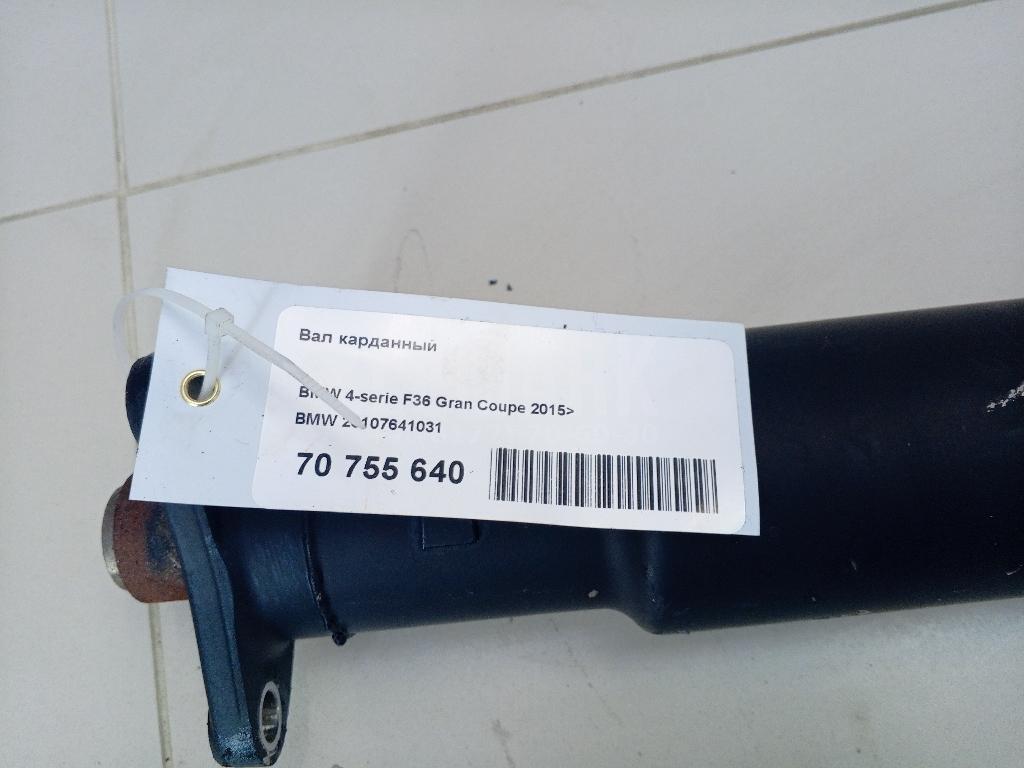 Вал карданный
BMW 4-serie F36 Gran Coupe 2015>
BMW 26107641031
70 755 640